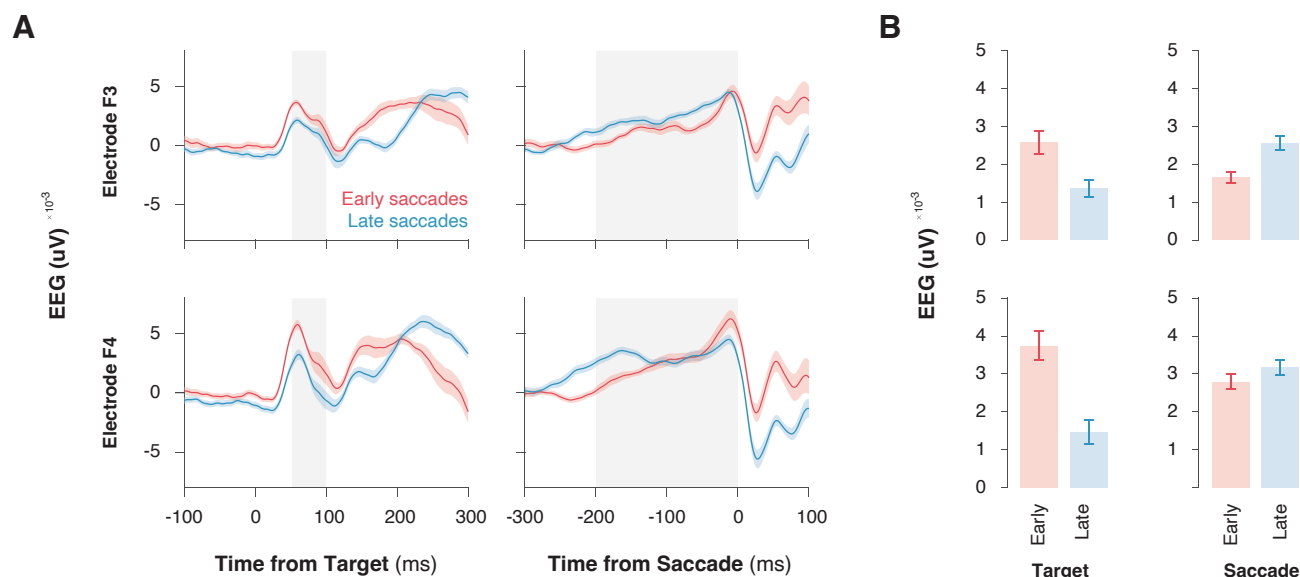 A
B
Electrode F3
Electrode F4
EEG (uV) ×10-3
5
0
-5
5
0
-5
Early saccades
Late saccades
-100 0 100 200 300
-300 -200 -100 0 100
Time from Target (ms)
Time from Saccade (ms)
EEG (uV) ×10-3
5
4
3
2
1
0
5
4
3
2
1
0
5
4
3
2
1
0
5
4
3
2
1
Early Late
Early Late
Target
Saccade